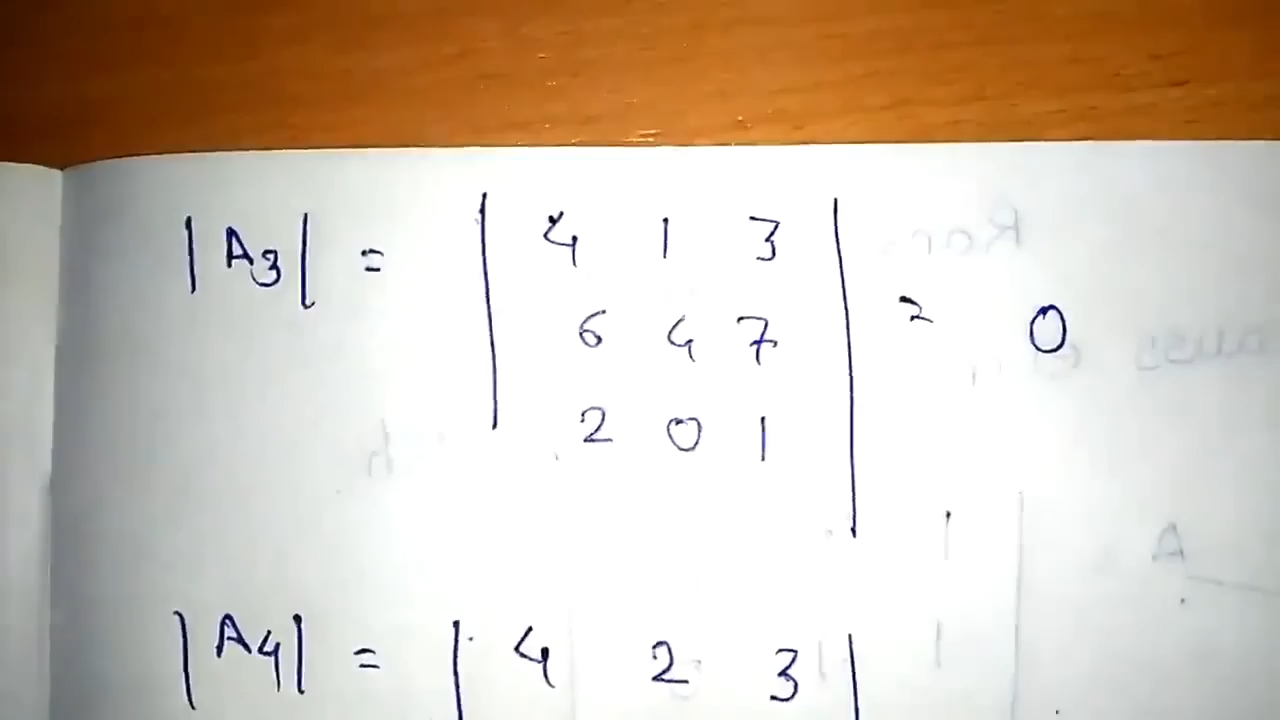 |A3| = | 4 1 3 |
| 6 4 7 | = 0
| 2 0 1 |
|A4| = | 4 2 3 |